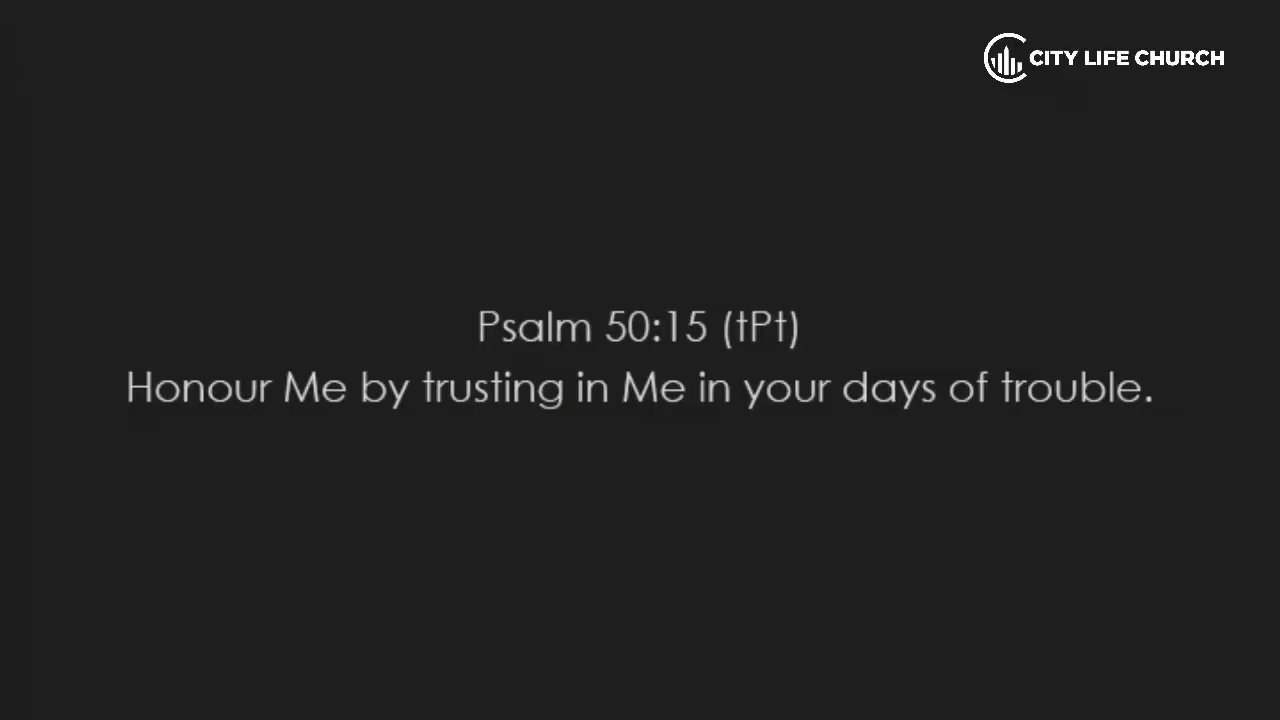 CITY LIFE CHURCH
Psalm 50:15 (tPt)
Honour Me by trusting in Me in your days of trouble.